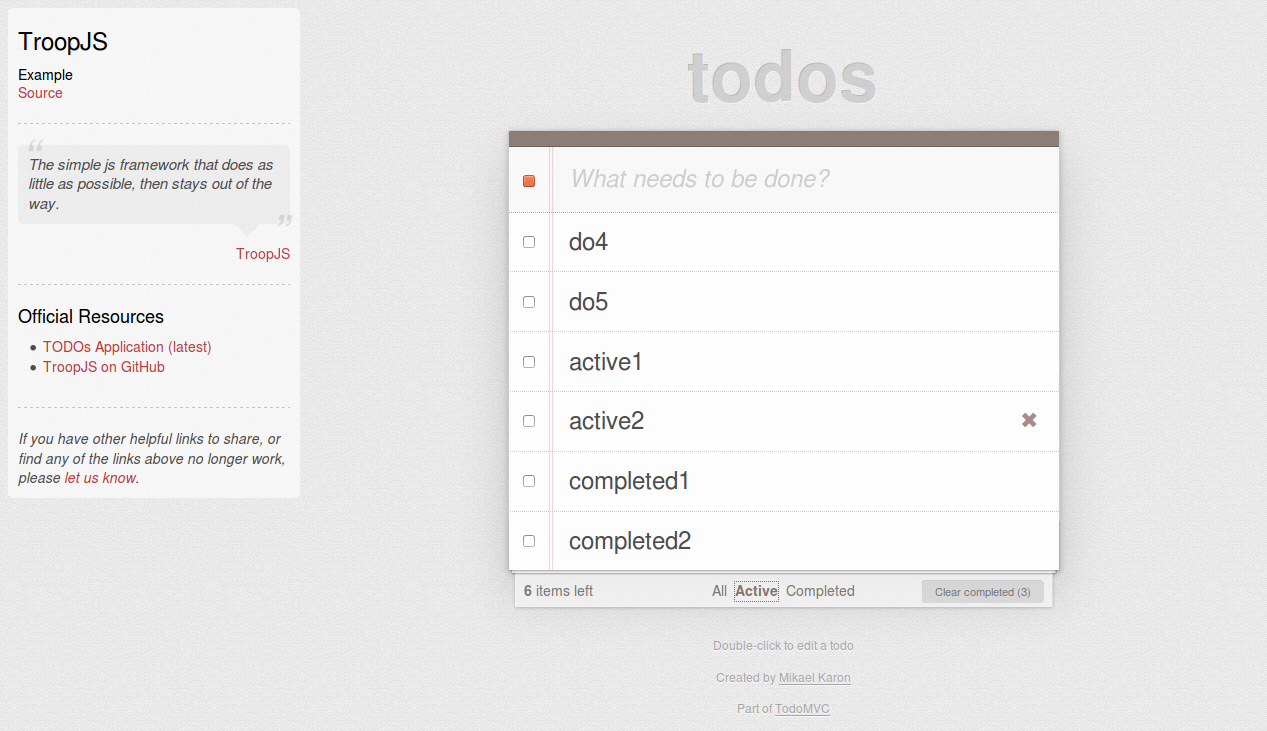 TroopJS
Example
Source
“
The simple js framework that does as
little as possible, then stays out of the
way.
”
TroopJS
Official Resources
• TODOs Application (latest)
• TroopJS on GitHub
If you have other helpful links to share, or
find any of the links above no longer work,
please let us know.
todos
What needs to be done?
do4
do5
active1
active2 ✖
completed1
completed2
6 items left All Active Completed Clear completed (3)
Double-click to edit a todo
Created by Mikael Karon
Part of TodoMVC